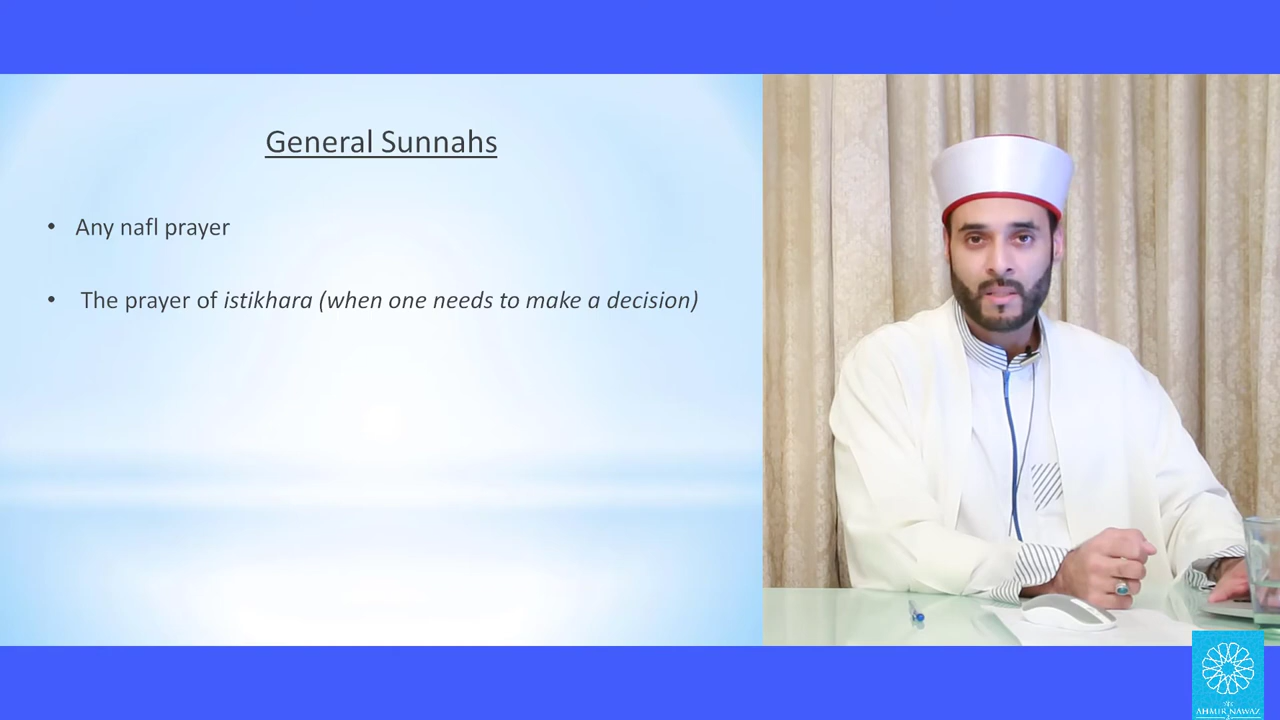 General Sunnahs
• Any nafl prayer
• The prayer of istikhara (when one needs to make a decision)
AHMIR NAWAZ